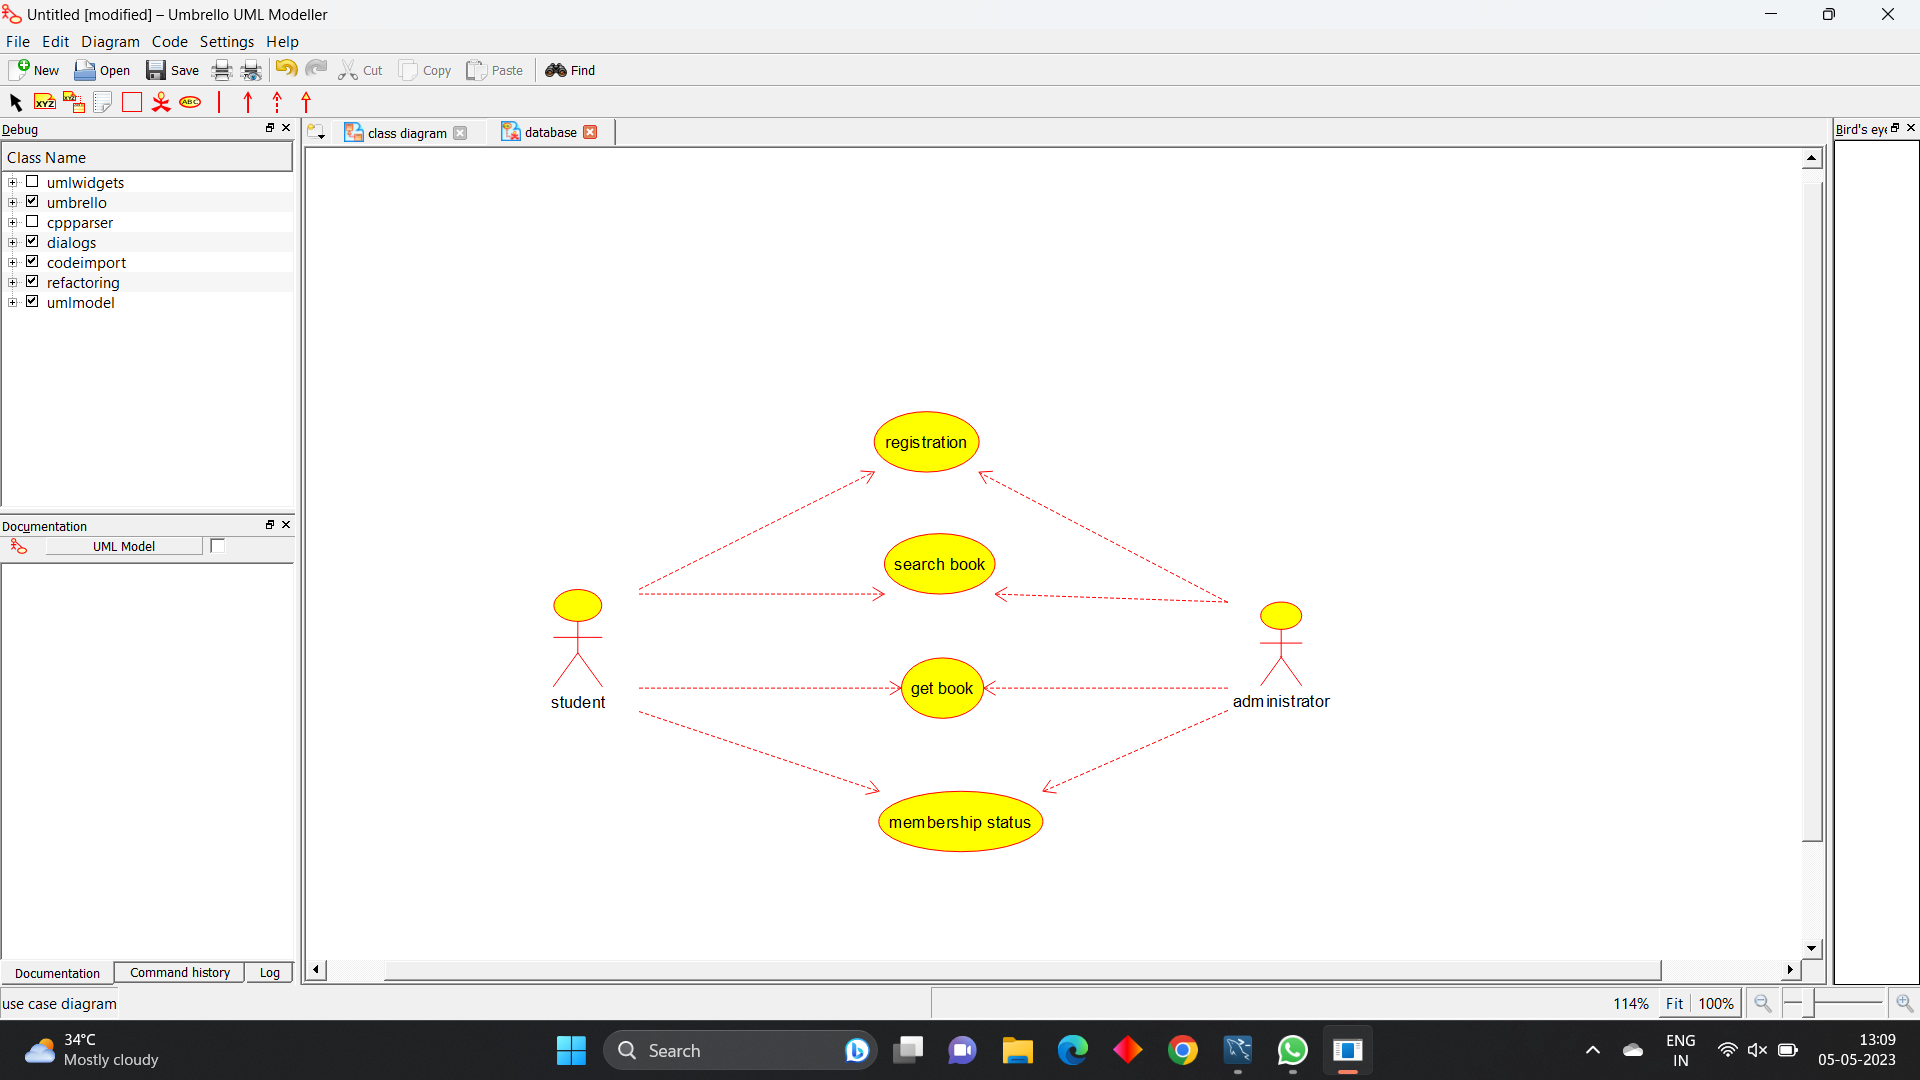 Untitled [modified] – Umbrello UML Modeller
File Edit Diagram Code Settings Help
New Open Save Cut Copy Paste Find
XYZ XYZ ABC
Debug
class diagram database
Bird's eye
Class Name
umlwidgets
umbrello
cppparser
dialogs
codeimport
refactoring
umlmodel
registration
search book
get book
student
administrator
membership status
Documentation
UML Model
Documentation Command history Log
use case diagram
114% Fit 100%
34°C
Mostly cloudy
Search
ENG
IN
13:09
05-05-2023